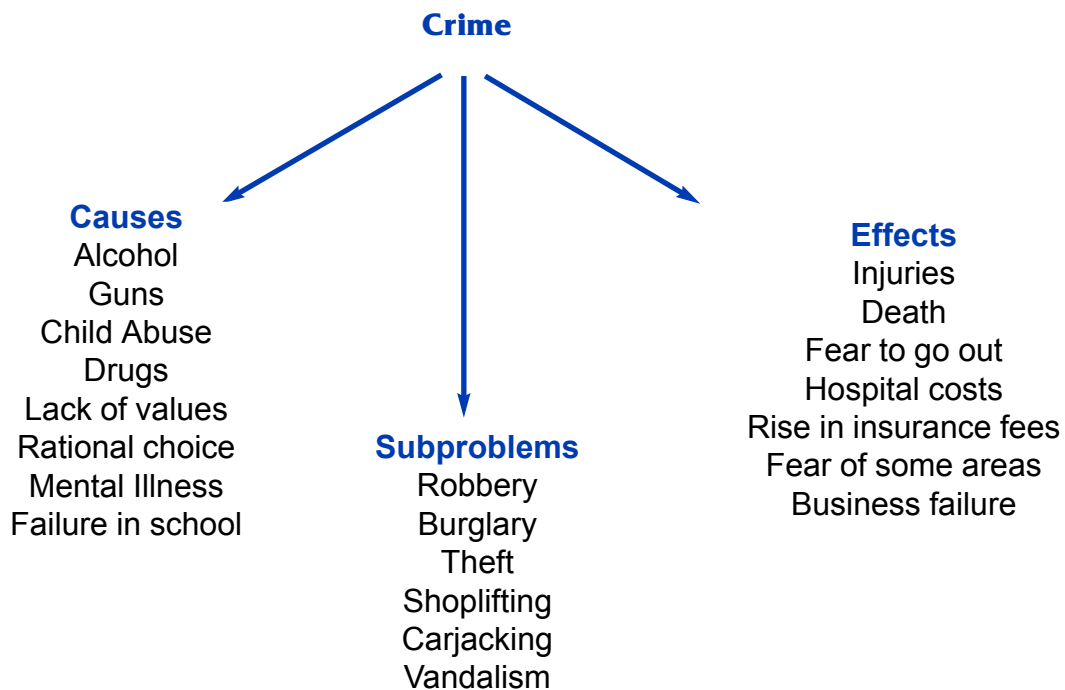 Crime
Causes
Alcohol
Guns
Child Abuse
Drugs
Lack of values
Rational choice
Mental Illness
Failure in school
Subproblems
Robbery
Burglary
Theft
Shoplifting
Carjacking
Vandalism
Effects
Injuries
Death
Fear to go out
Hospital costs
Rise in insurance fees
Fear of some areas
Business failure